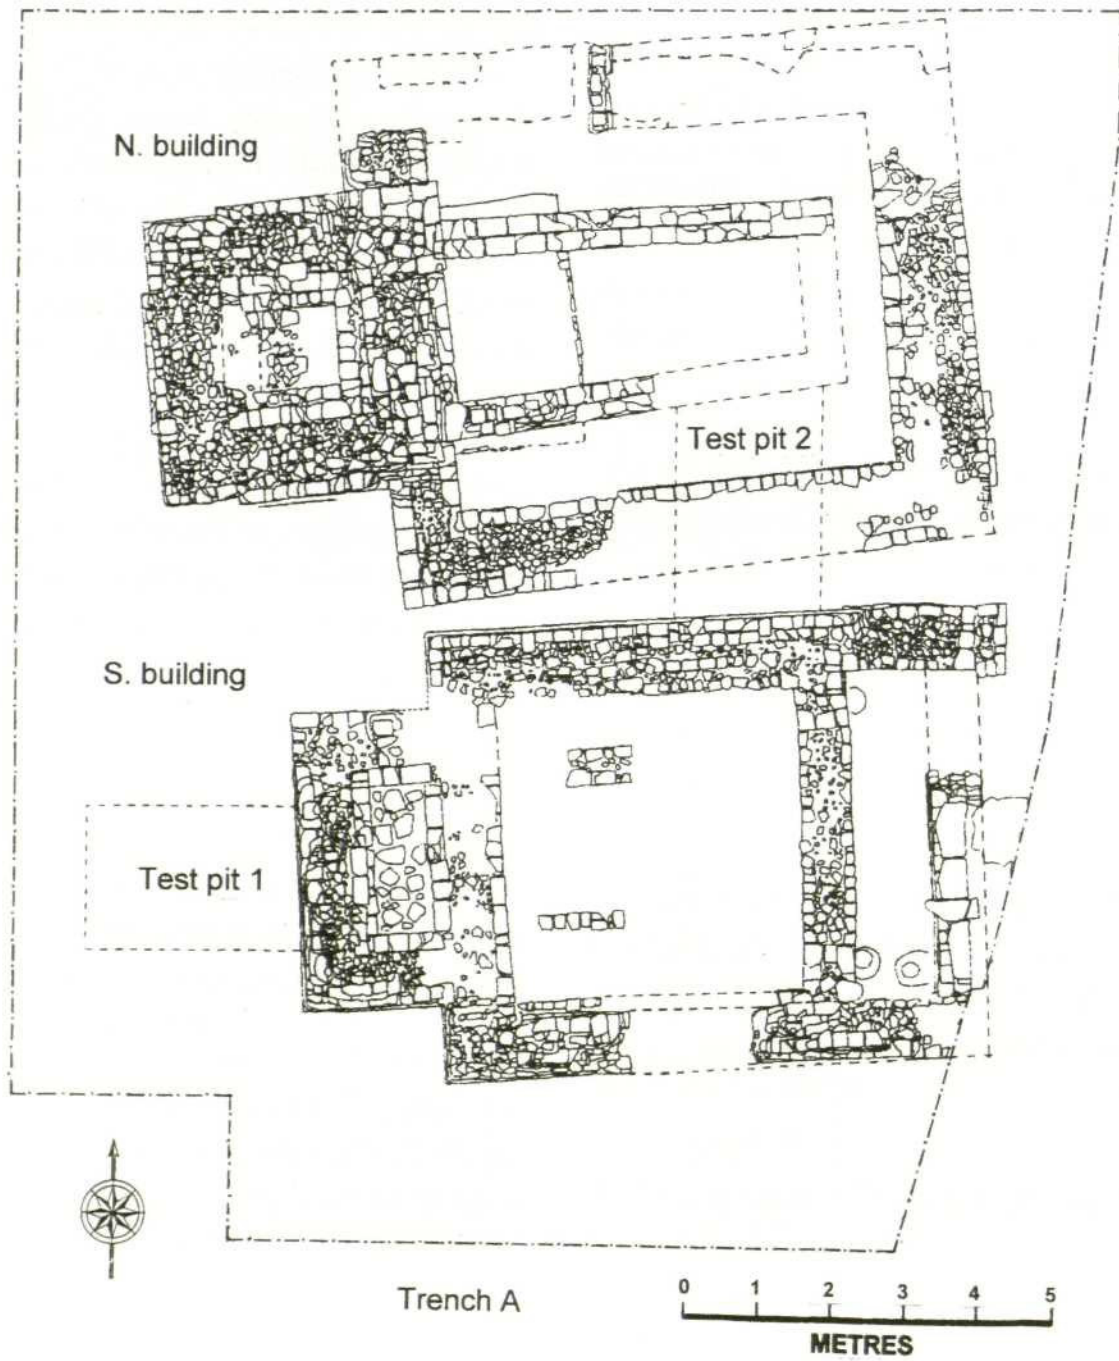 N. building
Test pit 2
S. building
Test pit 1
Trench A
0 1 2 3 4 5
METRES